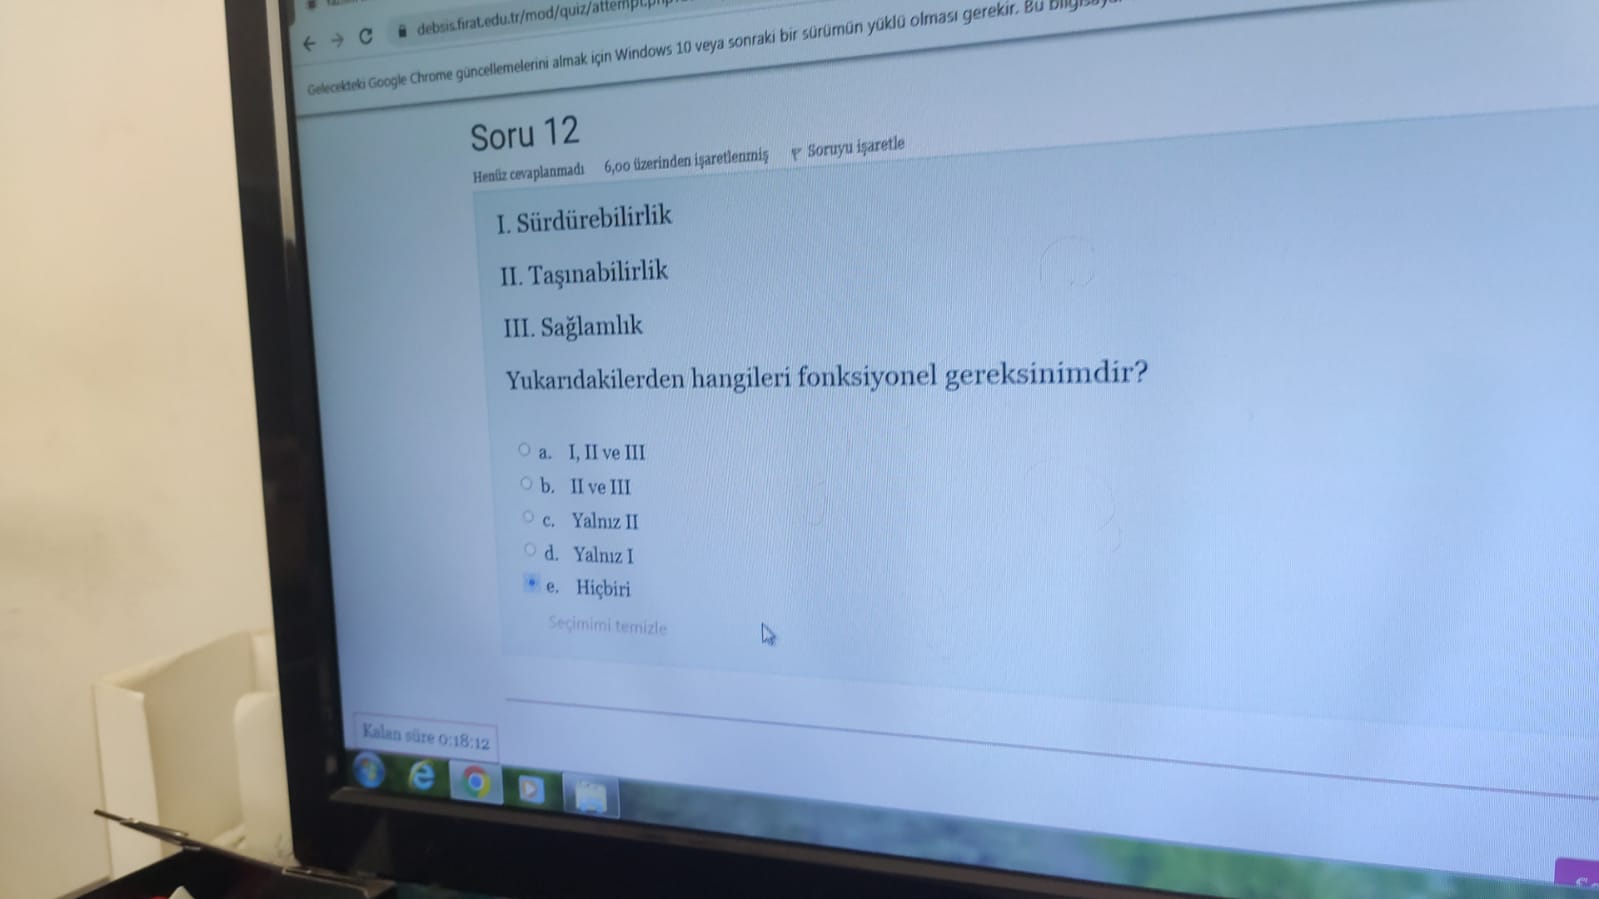 debsis.firat.edu.tr/mod/quiz/attempt.php
Gelecekteki Google Chrome güncellemelerini almak için Windows 10 veya sonraki bir sürümün yüklü olması gerekir. Bu
Soru 12
Henüz cevaplanmadı 6,00 üzerinden işaretlenmiş Soruyu işaretle
I. Sürdürebilirlik
II. Taşınabilirlik
III. Sağlamlık
Yukarıdakilerden hangileri fonksiyonel gereksinimdir?
a. I, II ve III
b. II ve III
c. Yalnız II
d. Yalnız I
e. Hiçbiri
Seçimimi temizle
Kalan süre 0:18:12